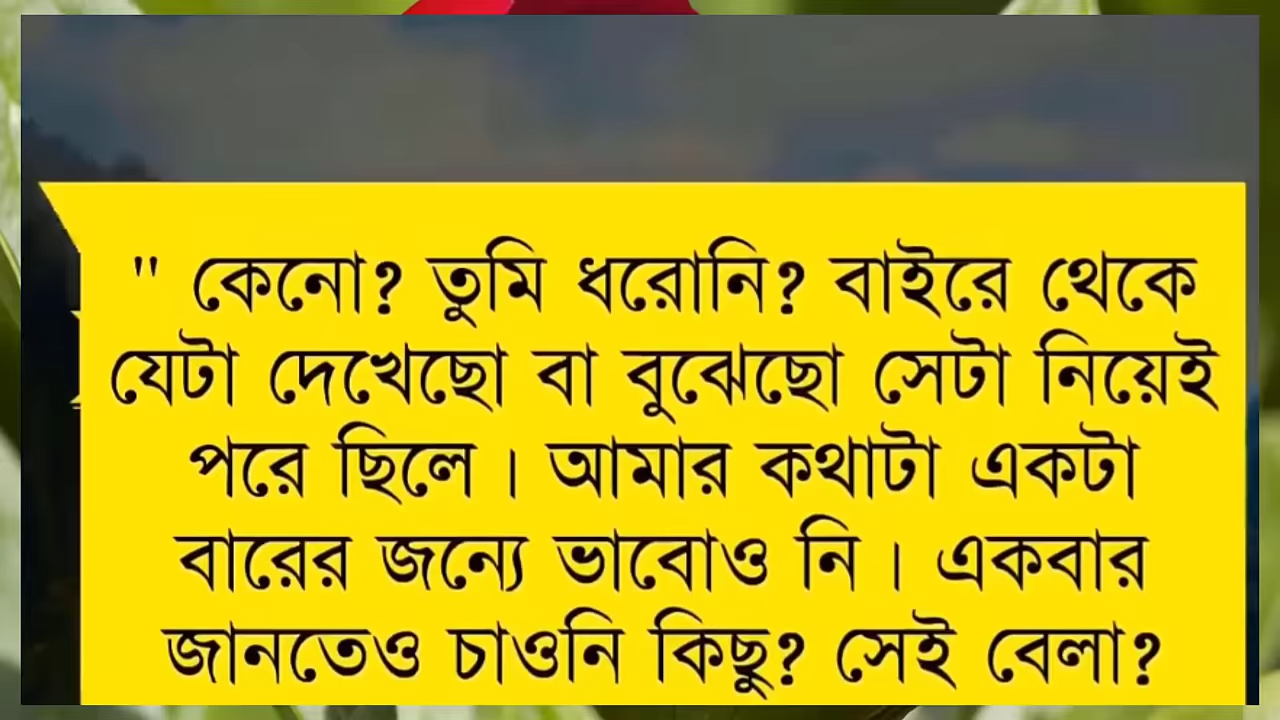 " কেনো? তুমি ধরোনি? বাইরে থেকে
যেটা দেখেছো বা বুঝেছো সেটা নিয়েই
পরে ছিলে। আমার কথাটা একটা
বারের জন্যে ভাবোও নি। একবার
জানতেও চাওনি কিছু? সেই বেলা?